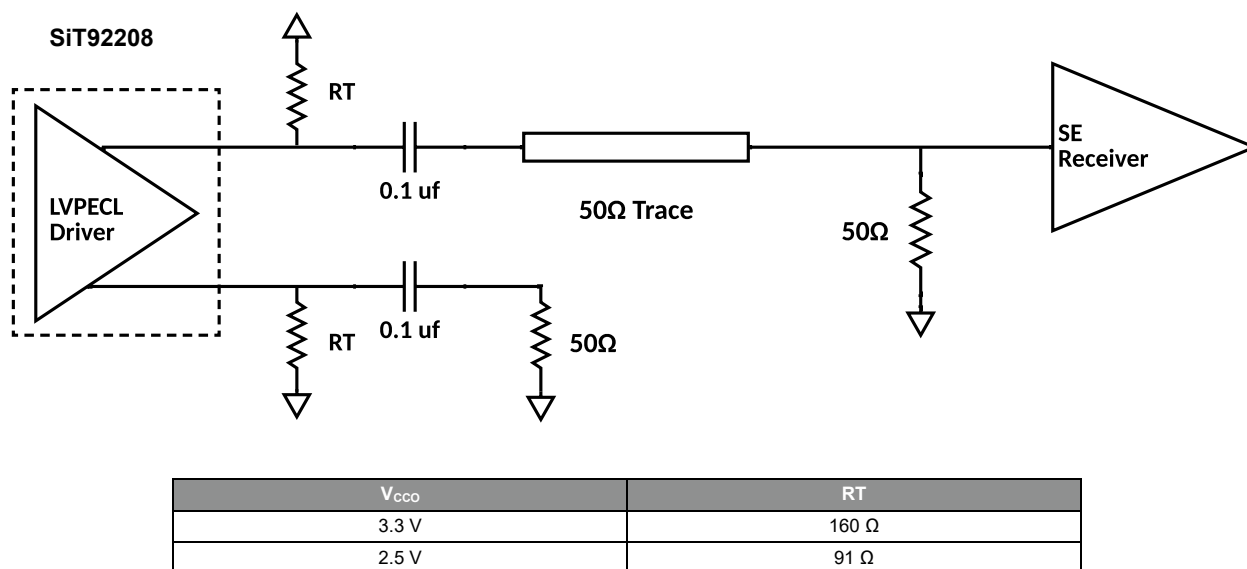 SiT92208
RT
SE
Receiver
0.1 uf
LVPECL
Driver
50Ω Trace
50Ω
RT
0.1 uf
50Ω
VCCO RT
3.3 V 160 Ω
2.5 V 91 Ω